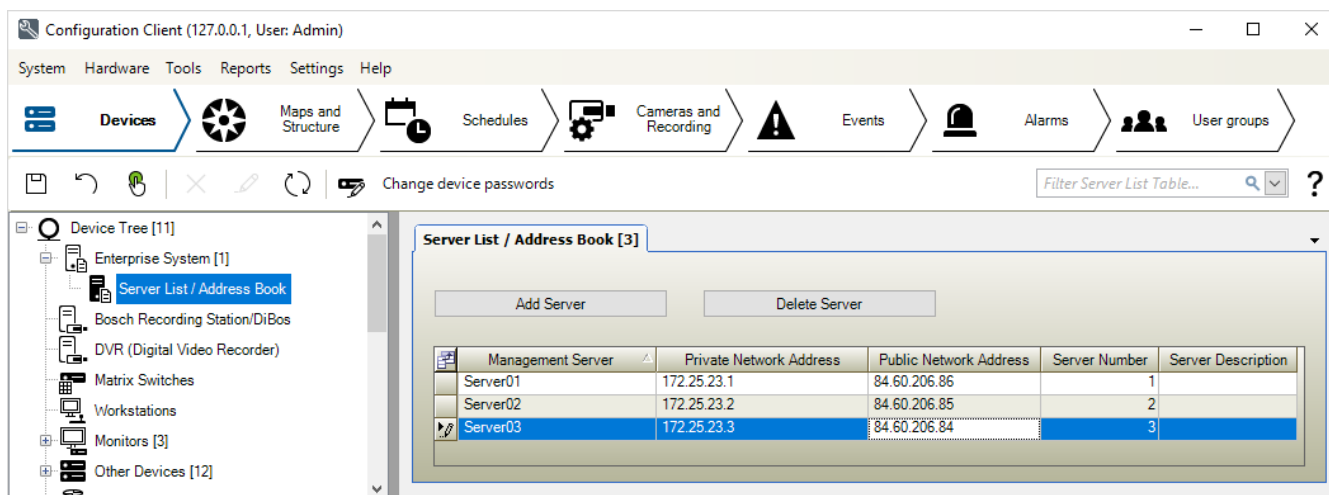 Configuration Client (127.0.0.1, User: Admin)
System Hardware Tools Reports Settings Help
Devices Maps and Structure Schedules Cameras and Recording Events Alarms User groups
Change device passwords Filter Server List Table... ?
Device Tree [11]
Enterprise System [1]
Server List / Address Book
Bosch Recording Station/DiBos
DVR (Digital Video Recorder)
Matrix Switches
Workstations
Monitors [3]
Other Devices [12]
Server List / Address Book [3]
Add Server Delete Server
Management Server Private Network Address Public Network Address Server Number Server Description
Server01 172.25.23.1 84.60.206.86 1
Server02 172.25.23.2 84.60.206.85 2
Server03 172.25.23.3 84.60.206.84 3